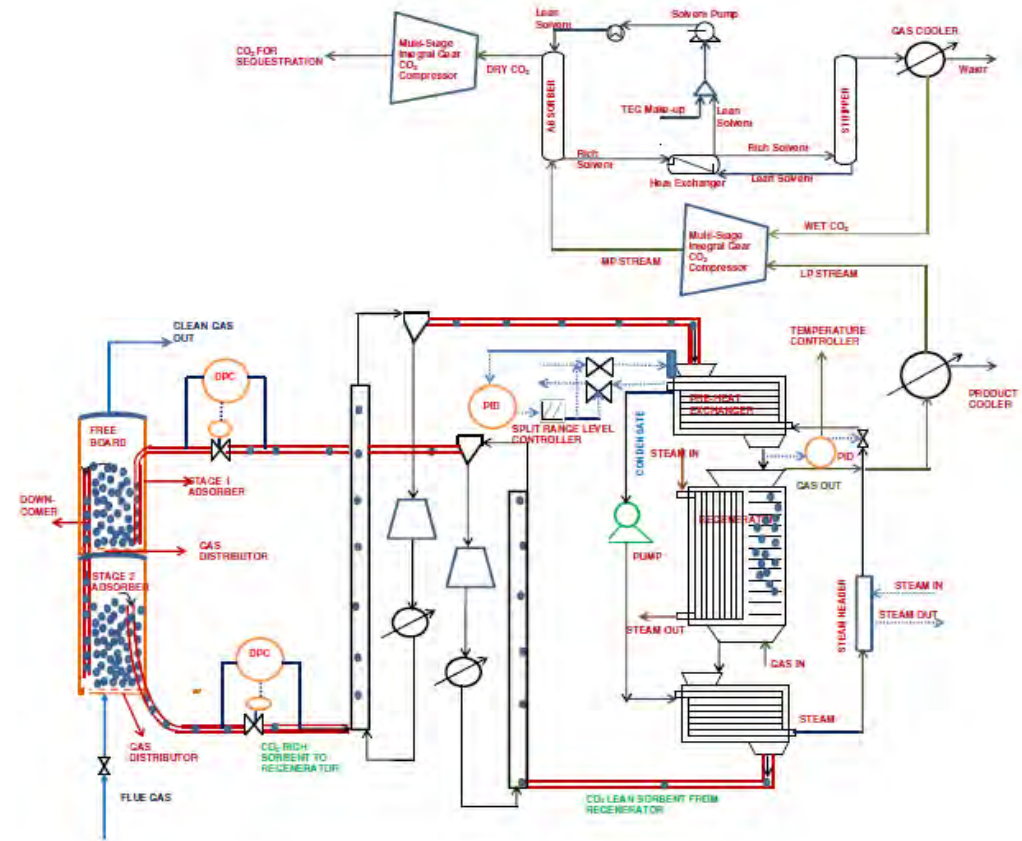 Lean
Solvent
Solvent Pump
GAS COOLER
CO₂ FOR
SEQUESTRATION
Multi-Stage
Integral Gear
CO₂
Compressor
DRY CO₂
Water
ABSORBER
STRIPPER
TEG Make-up
Lean
Solvent
Rich
Solvent
Rich Solvent
Heat Exchanger
Lean Solvent
WET CO₂
Multi-Stage
Integral Gear
CO₂
Compressor
MP STREAM
LP STREAM
CLEAN GAS
OUT
TEMPERATURE
CONTROLLER
DPC
PRODUCT
COOLER
PID
PRE-HEAT
EXCHANGER
SPLIT RANGE LEVEL
CONTROLLER
FREE
BOARD
CONDENSATE
STEAM IN
PID
GAS OUT
STAGE 1
ADSORBER
DOWN-
COMER
REGENERATOR
GAS
DISTRIBUTOR
PUMP
STAGE 2
ADSORBER
STEAM HEADER
STEAM IN
STEAM OUT
STEAM OUT
DPC
GAS IN
STEAM
GAS
DISTRIBUTOR
CO₂ RICH
SORBENT TO
REGENERATOR
FLUE GAS
CO₂ LEAN SORBENT FROM
REGENERATOR